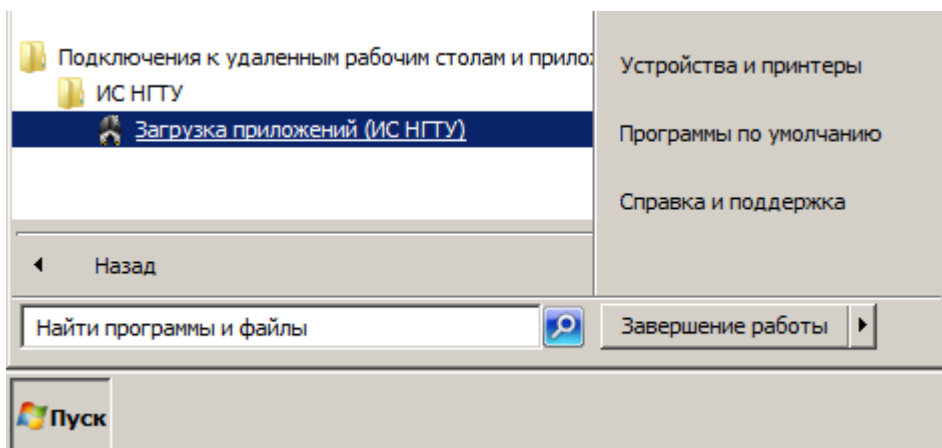 Подключения к удаленным рабочим столам и прилож
ИС НГТУ
Загрузка приложений (ИС НГТУ)
Назад
Найти программы и файлы
Устройства и принтеры
Программы по умолчанию
Справка и поддержка
Завершение работы
Пуск